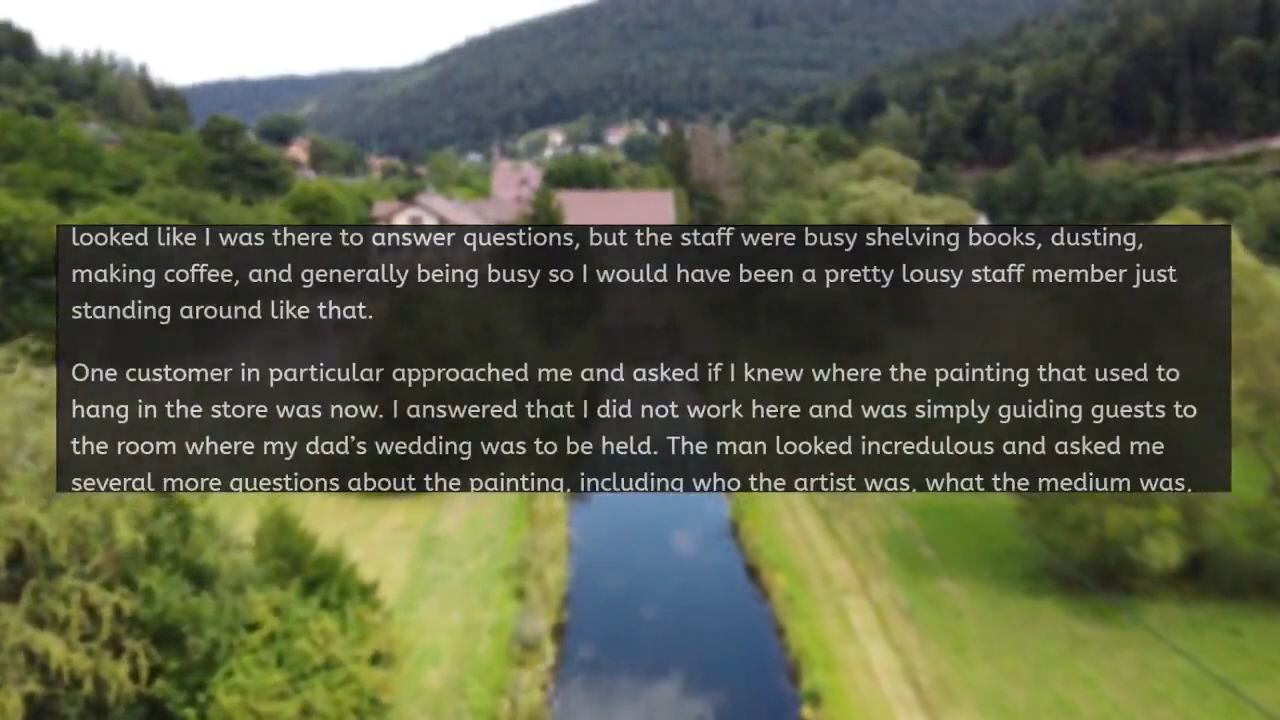 looked like I was there to answer questions, but the staff were busy shelving books, dusting,
making coffee, and generally being busy so I would have been a pretty lousy staff member just
standing around like that.
One customer in particular approached me and asked if I knew where the painting that used to
hang in the store was now. I answered that I did not work here and was simply guiding guests to
the room where my dad’s wedding was to be held. The man looked incredulous and asked me
several more questions about the painting, including who the artist was, what the medium was,